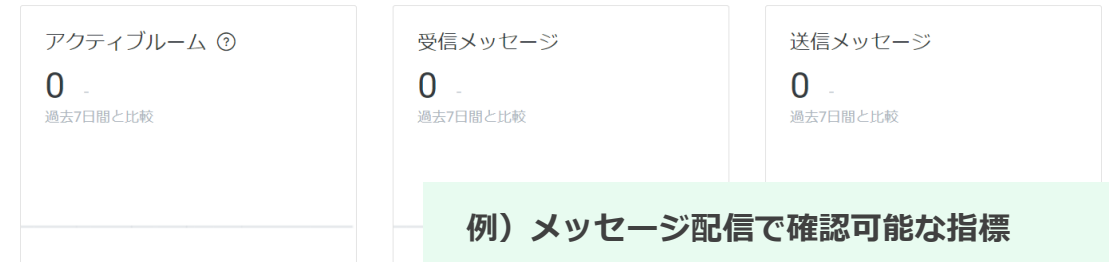 アクティブルーム ?
0 -
過去7日間と比較
受信メッセージ
0 -
過去7日間と比較
送信メッセージ
0 -
過去7日間と比較
例）メッセージ配信で確認可能な指標